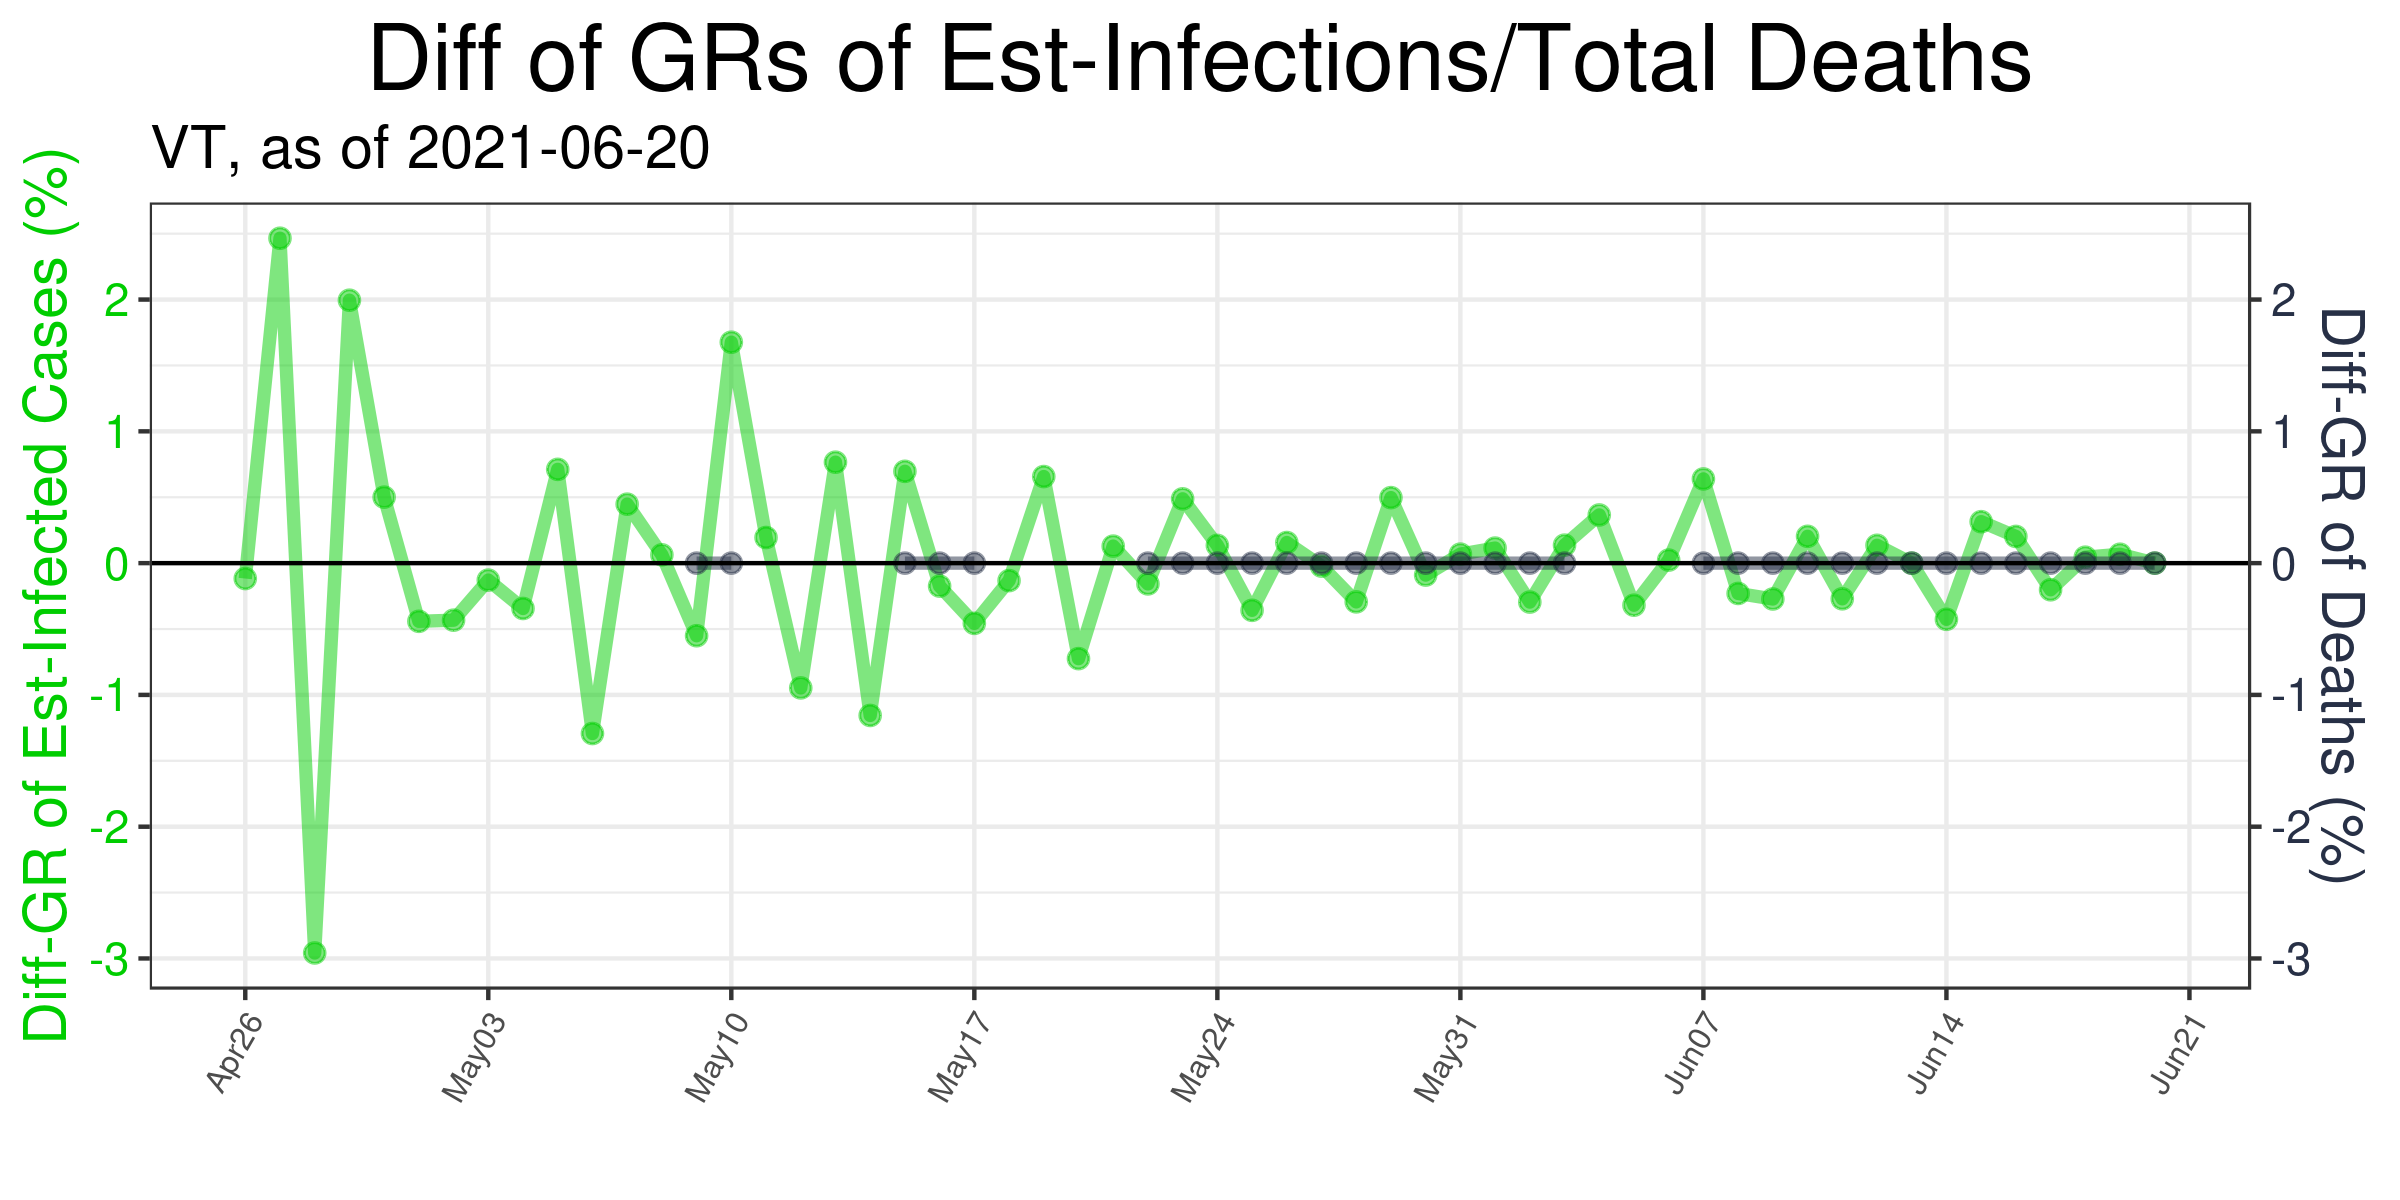 Diff of GRs of Est-Infections/Total Deaths
VT, as of 2021-06-20
Diff-GR of Est-Infected Cases (%)
2
1
0
-1
-2
-3
2
1
0
-1
-2
-3
Diff-GR of Deaths (%)
Apr26
May03
May10
May17
May24
May31
Jun07
Jun14
Jun21